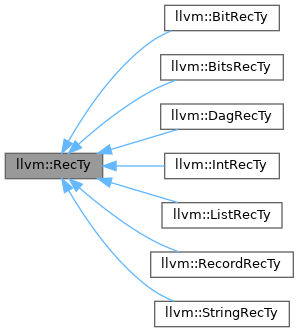 llvm::BitRecTy
llvm::BitsRecTy
llvm::DagRecTy
llvm::RecTy
llvm::IntRecTy
llvm::ListRecTy
llvm::RecordRecTy
llvm::StringRecTy